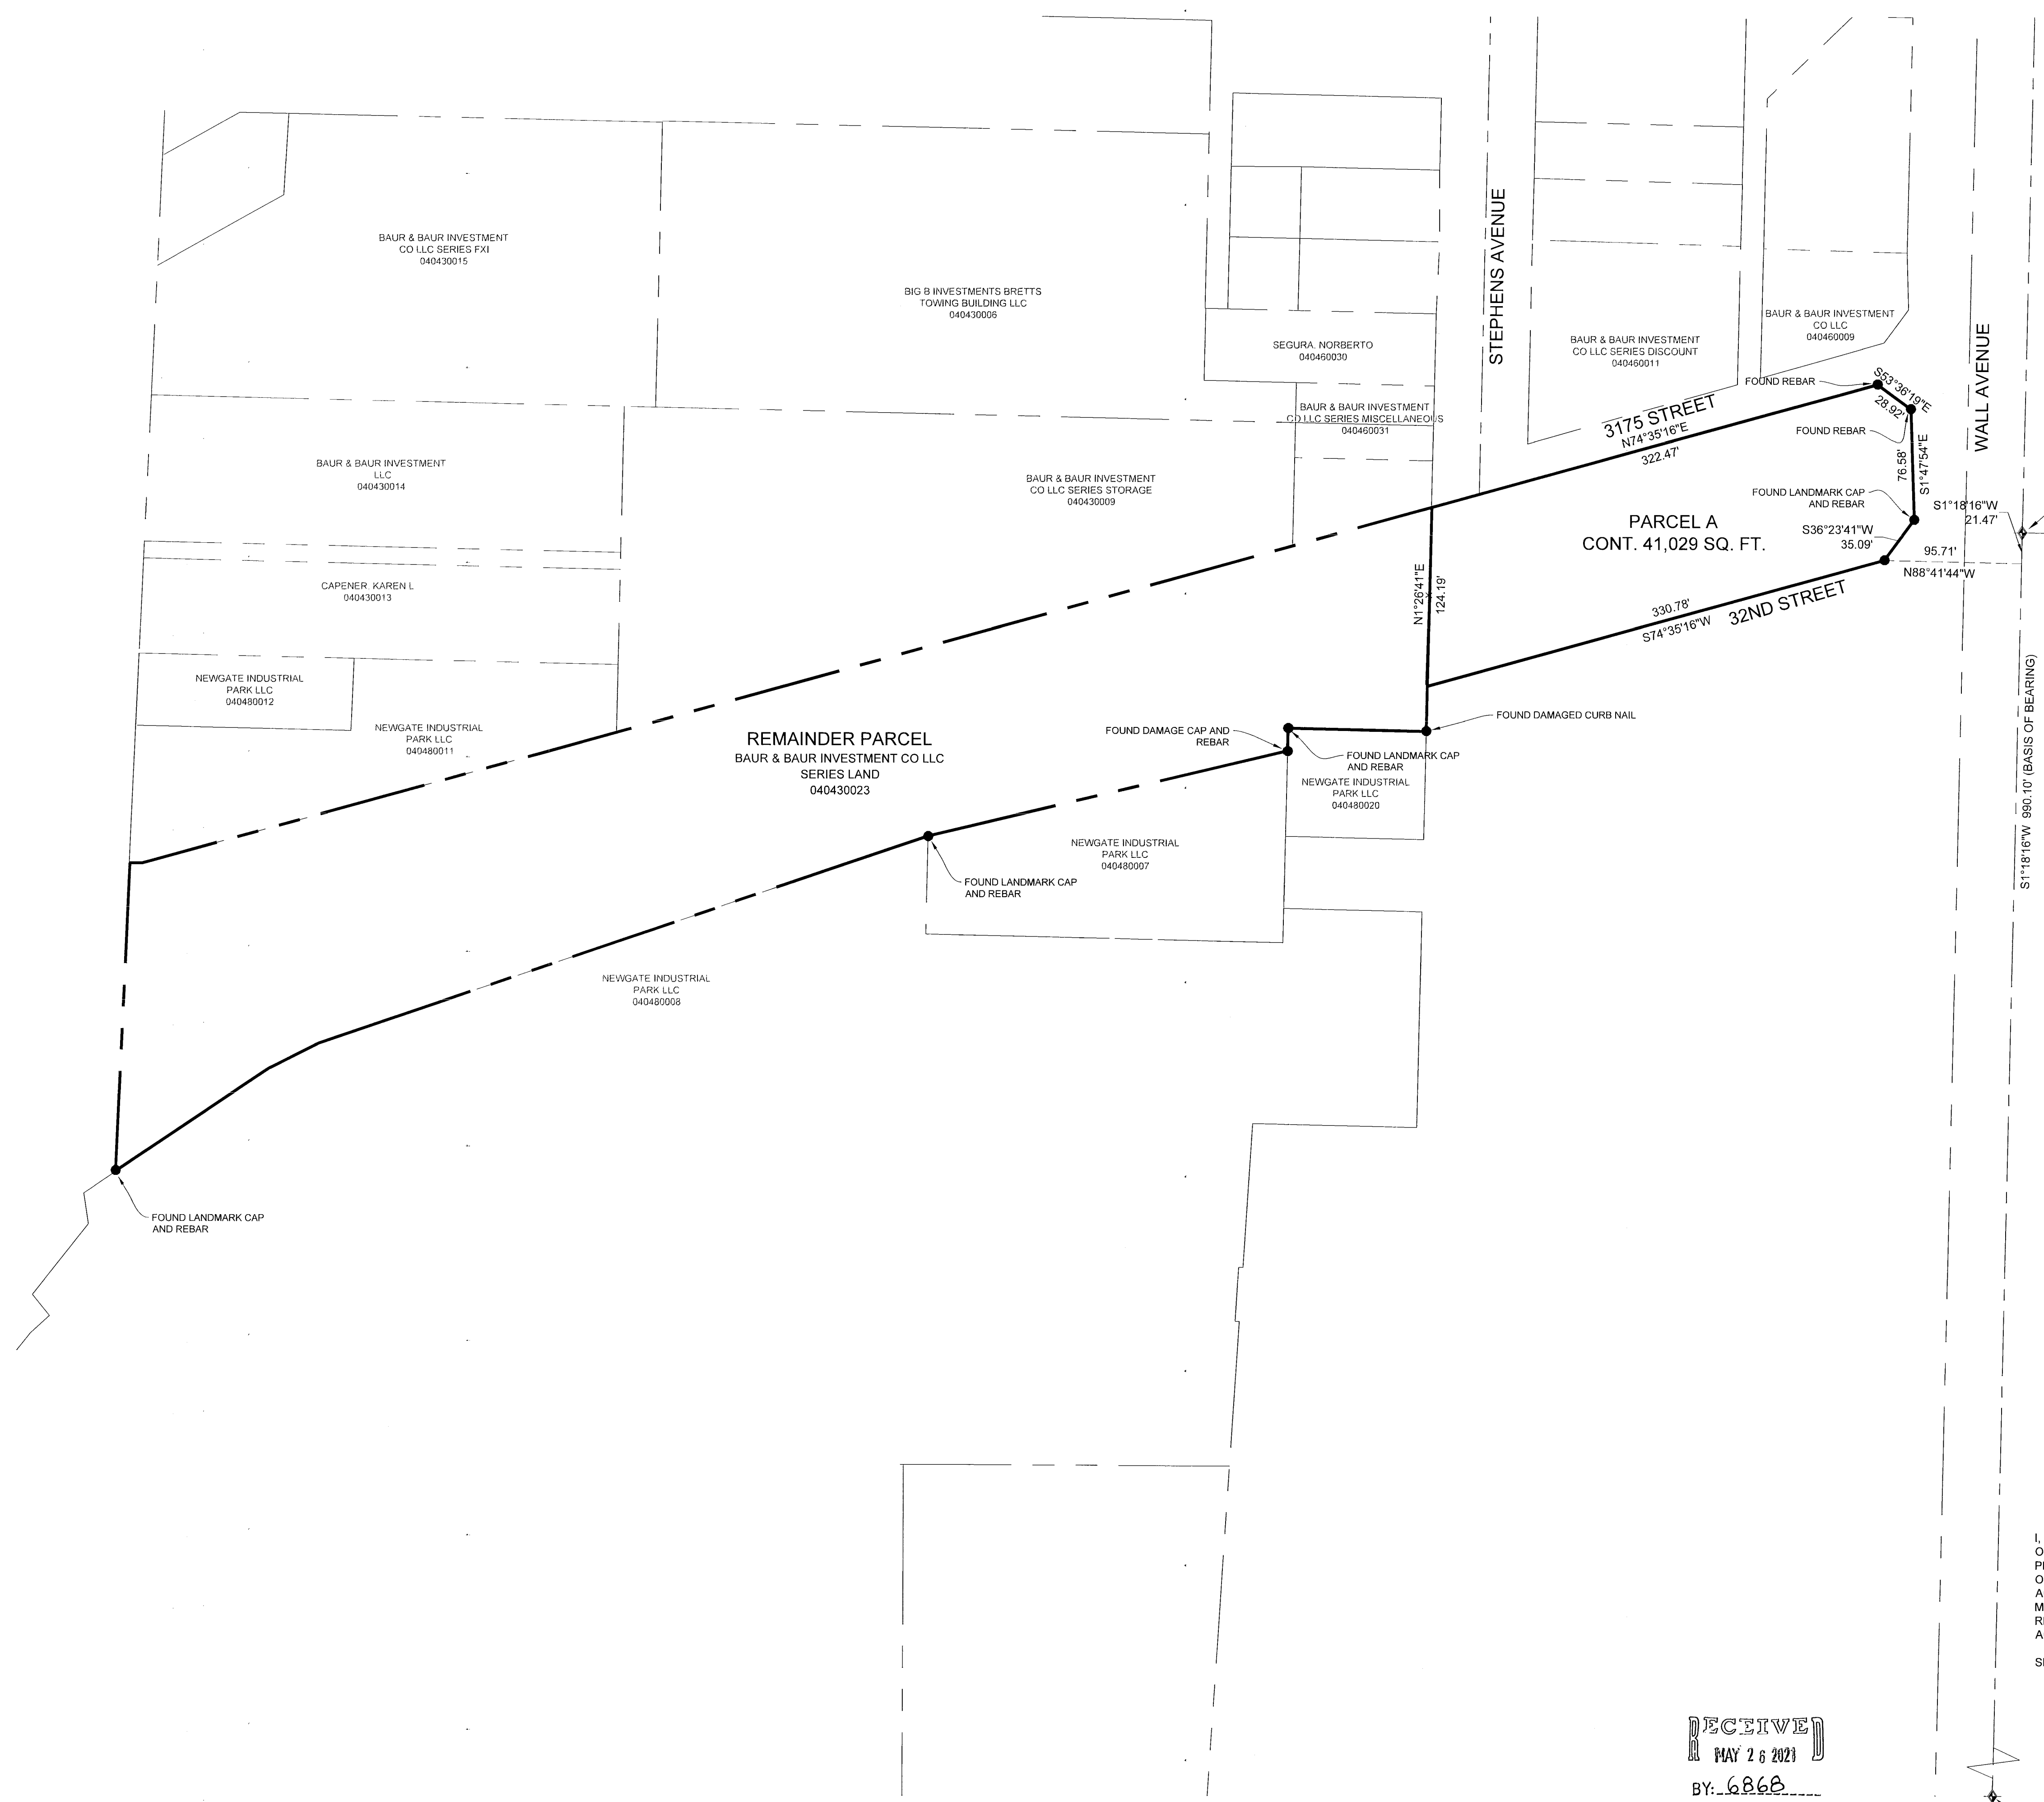 STEPHENS AVENUE
WALL AVENUE
BAUR & BAUR INVESTMENT
CO LLC SERIES FXI
040430015
BIG B INVESTMENTS BRETTS
TOWING BUILDING LLC
040430006
SEGURA. NORBERTO
040460030
BAUR & BAUR INVESTMENT
CO LLC SERIES DISCOUNT
040460011
BAUR & BAUR INVESTMENT
CO LLC
040460009
BAUR & BAUR INVESTMENT
CO LLC SERIES MISCELLANEOUS
040460031
FOUND REBAR
S53°36'19"E
28.92'
FOUND REBAR
3175 STREET
N74°35'16"E
322.47'
76.58'
S1°47'54"E
BAUR & BAUR INVESTMENT
LLC
040430014
BAUR & BAUR INVESTMENT
CO LLC SERIES STORAGE
040430009
FOUND LANDMARK CAP
AND REBAR
S1°18'16"W
21.47'
PARCEL A
CONT. 41,029 SQ. FT.
S36°23'41"W
35.09'
95.71'
N88°41'44"W
CAPENER KAREN L
040430013
N1°26'41"E
124.19'
330.78'
S74°35'16"W
32ND STREET
S1°18'16"W 990.10' (BASIS OF BEARING)
NEWGATE INDUSTRIAL
PARK LLC
040480012
NEWGATE INDUSTRIAL
PARK LLC
040480011
REMAINDER PARCEL
BAUR & BAUR INVESTMENT CO LLC
SERIES LAND
040430023
FOUND DAMAGE CAP AND
REBAR
FOUND DAMAGED CURB NAIL
FOUND LANDMARK CAP
AND REBAR
NEWGATE INDUSTRIAL
PARK LLC
040480020
NEWGATE INDUSTRIAL
PARK LLC
040480007
FOUND LANDMARK CAP
AND REBAR
NEWGATE INDUSTRIAL
PARK LLC
040480008
FOUND LANDMARK CAP
AND REBAR
I,
RECEIVED
MAY 26 2021
BY: 6868